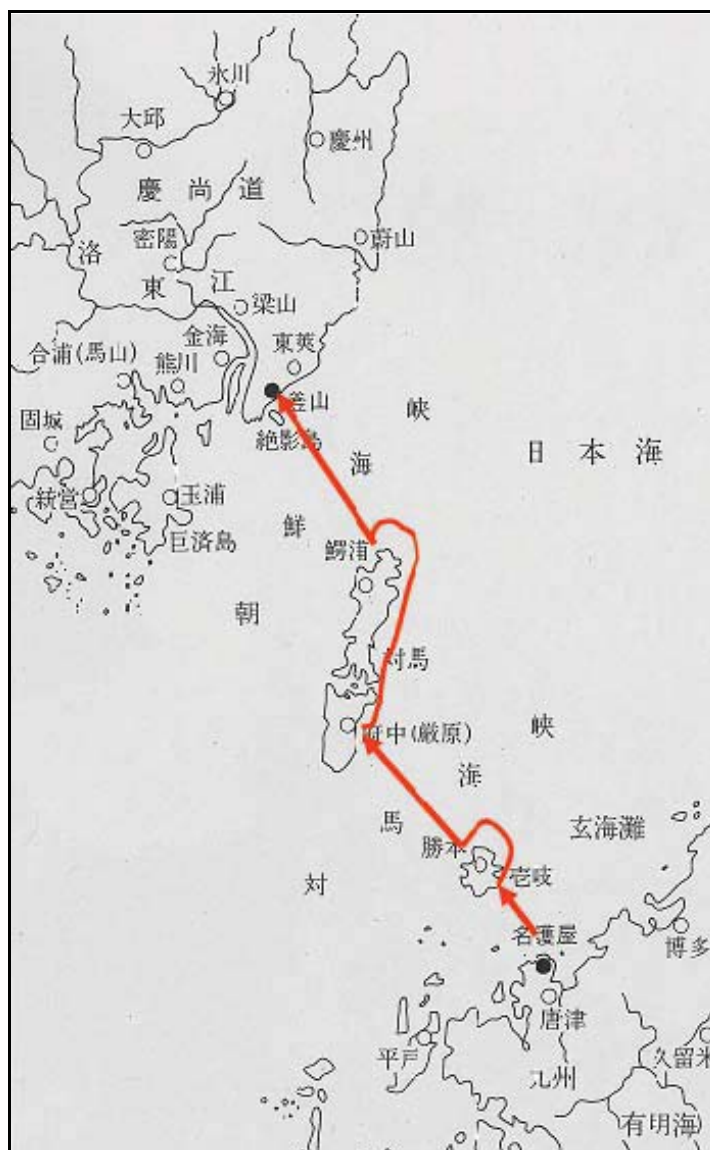 永川
大邱
慶州
慶尚道
密陽
蔚山
洛東江
梁山
金海
東萊
合浦(馬山)
熊川
釜山
固城
絶影島
日本海
統営
玉浦
巨済島
朝鮮海峡
鰐浦
対馬
府中(厳原)
対馬海峡
玄海灘
勝本
壱岐
名護屋
博多
唐津
平戸
九州
久留米
有明海